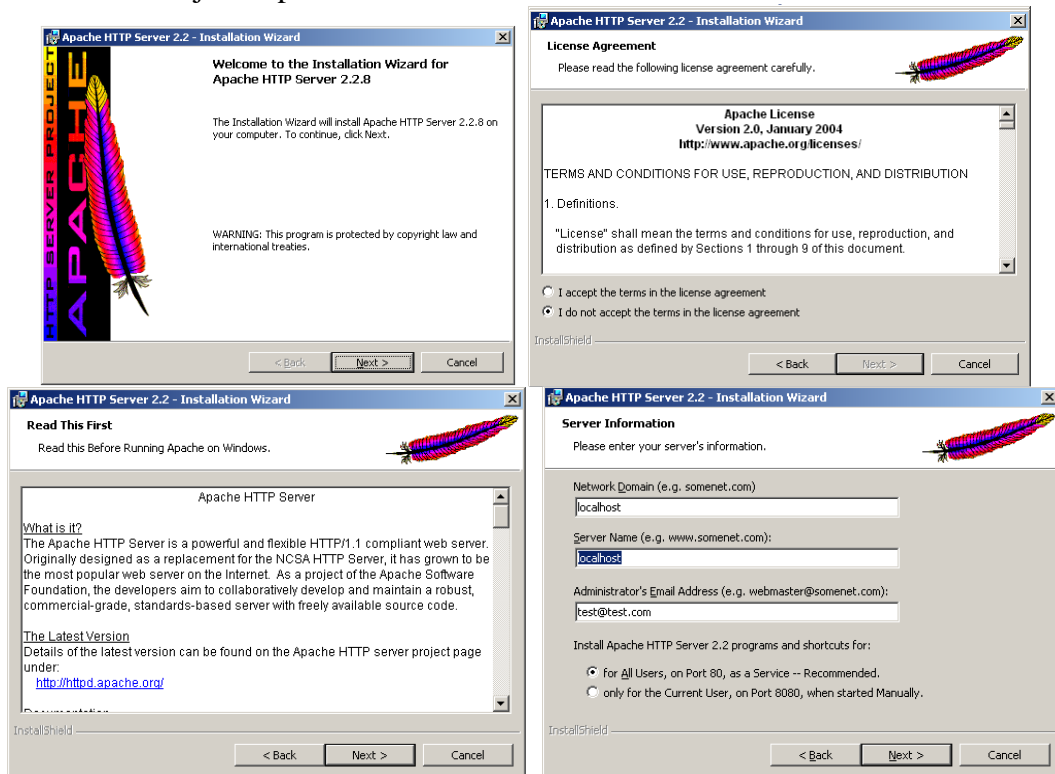 Apache HTTP Server 2.2 - Installation Wizard
HTTP SERVER PROJECT
APACHE
Welcome to the Installation Wizard for
Apache HTTP Server 2.2.8
The Installation Wizard will install Apache HTTP Server 2.2.8 on
your computer. To continue, click Next.
WARNING: This program is protected by copyright law and
international treaties.
< Back
Next >
Cancel
Apache HTTP Server 2.2 - Installation Wizard
License Agreement
Please read the following license agreement carefully.
Apache License
Version 2.0, January 2004
http://www.apache.org/licenses/
TERMS AND CONDITIONS FOR USE, REPRODUCTION, AND DISTRIBUTION
1. Definitions.
"License" shall mean the terms and conditions for use, reproduction, and
distribution as defined by Sections 1 through 9 of this document.
I accept the terms in the license agreement
I do not accept the terms in the license agreement
InstallShield
< Back
Next >
Cancel
Apache HTTP Server 2.2 - Installation Wizard
Read This First
Read this Before Running Apache on Windows.
Apache HTTP Server
What is it?
The Apache HTTP Server is a powerful and flexible HTTP/1.1 compliant web server.
Originally designed as a replacement for the NCSA HTTP Server, it has grown to be
the most popular web server on the Internet. As a project of the Apache Software
Foundation, the developers aim to collaboratively develop and maintain a robust,
commercial-grade, standards-based server with freely available source code.
The Latest Version
Details of the latest version can be found on the Apache HTTP server project page
under:
http://httpd.apache.org/
InstallShield
< Back
Next >
Cancel
Apache HTTP Server 2.2 - Installation Wizard
Server Information
Please enter your server's information.
Network Domain (e.g. somenet.com)
localhost
Server Name (e.g. www.somenet.com):
localhost
Administrator's Email Address (e.g. webmaster@somenet.com):
test@test.com
Install Apache HTTP Server 2.2 programs and shortcuts for:
for All Users, on Port 80, as a Service -- Recommended.
only for the Current User, on Port 8080, when started Manually.
InstallShield
< Back
Next >
Cancel